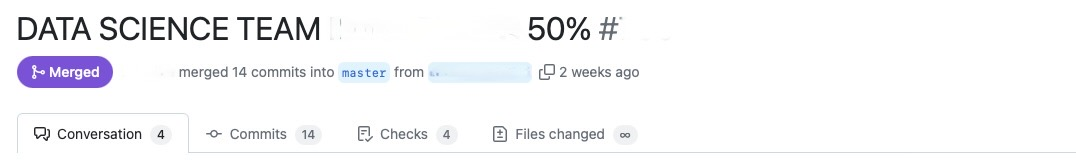 DATA SCIENCE TEAM 50% #
Merged merged 14 commits into master from 2 weeks ago
Conversation 4 Commits 14 Checks 4 Files changed ∞